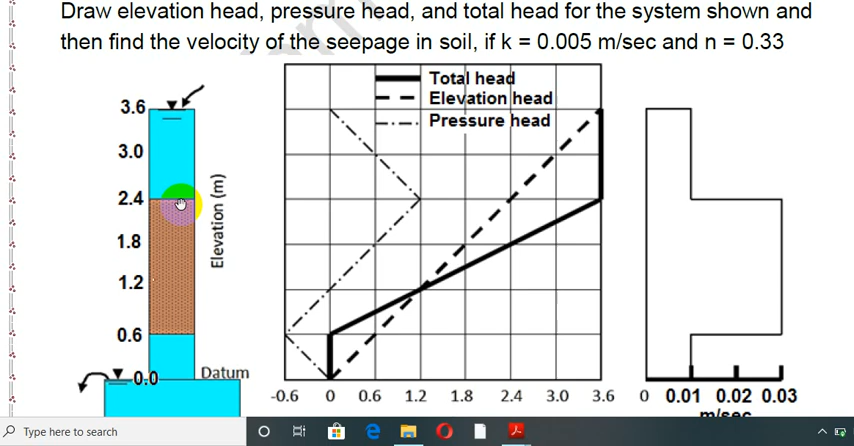 Draw elevation head, pressure head, and total head for the system shown and
then find the velocity of the seepage in soil, if k = 0.005 m/sec and n = 0.33
Total head
Elevation head
Pressure head
3.6
3.0
2.4
1.8
1.2
0.6
0.0
Elevation (m)
Datum
-0.6 0 0.6 1.2 1.8 2.4 3.0 3.6
0 0.01 0.02 0.03
m/sec
Type here to search